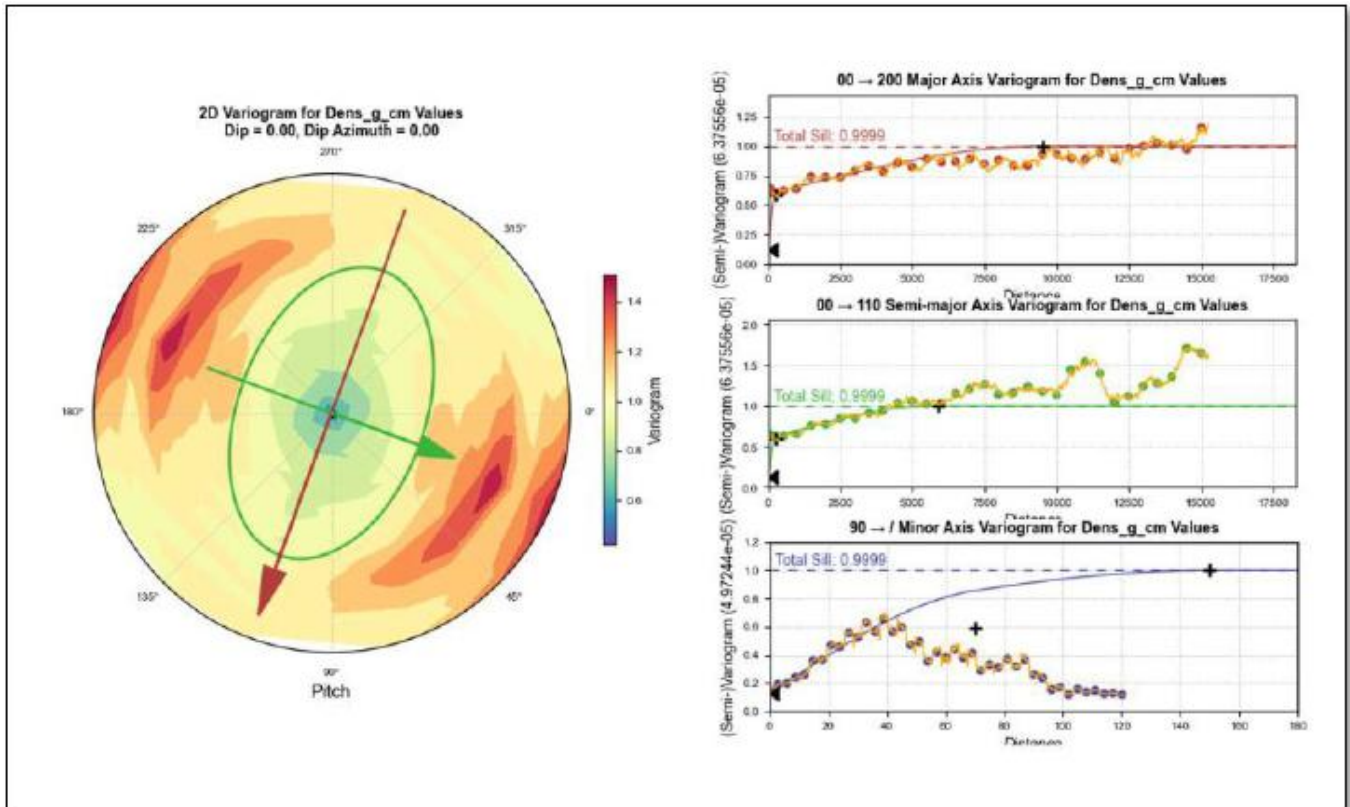 2D Variogram for Dens_g_cm Values
Dip = 0.00, Dip Azimuth = 0.00
270°
225°
315°
180°
0°
135°
45°
90°
Pitch
1.4
1.2
1.0
0.8
0.6
Variogram
00 → 200 Major Axis Variogram for Dens_g_cm Values
(Semi-)Variogram (6.37556e-05)
1.25
1.00
0.75
0.50
0.25
0.00
Total Sill: 0.9999
0 2500 5000 7500 10000 12500 15000 17500
Distance
00 → 110 Semi-major Axis Variogram for Dens_g_cm Values
(Semi-)Variogram (6.37556e-05)
2.0
1.5
1.0
0.5
0.0
Total Sill: 0.9999
0 2500 5000 7500 10000 12500 15000 17500
Distance
90 → / Minor Axis Variogram for Dens_g_cm Values
(Semi-)Variogram (4.97244e-05)
1.2
1.0
0.8
0.6
0.4
0.2
0.0
Total Sill: 0.9999
0 20 40 60 80 100 120 140 160 180
Distance